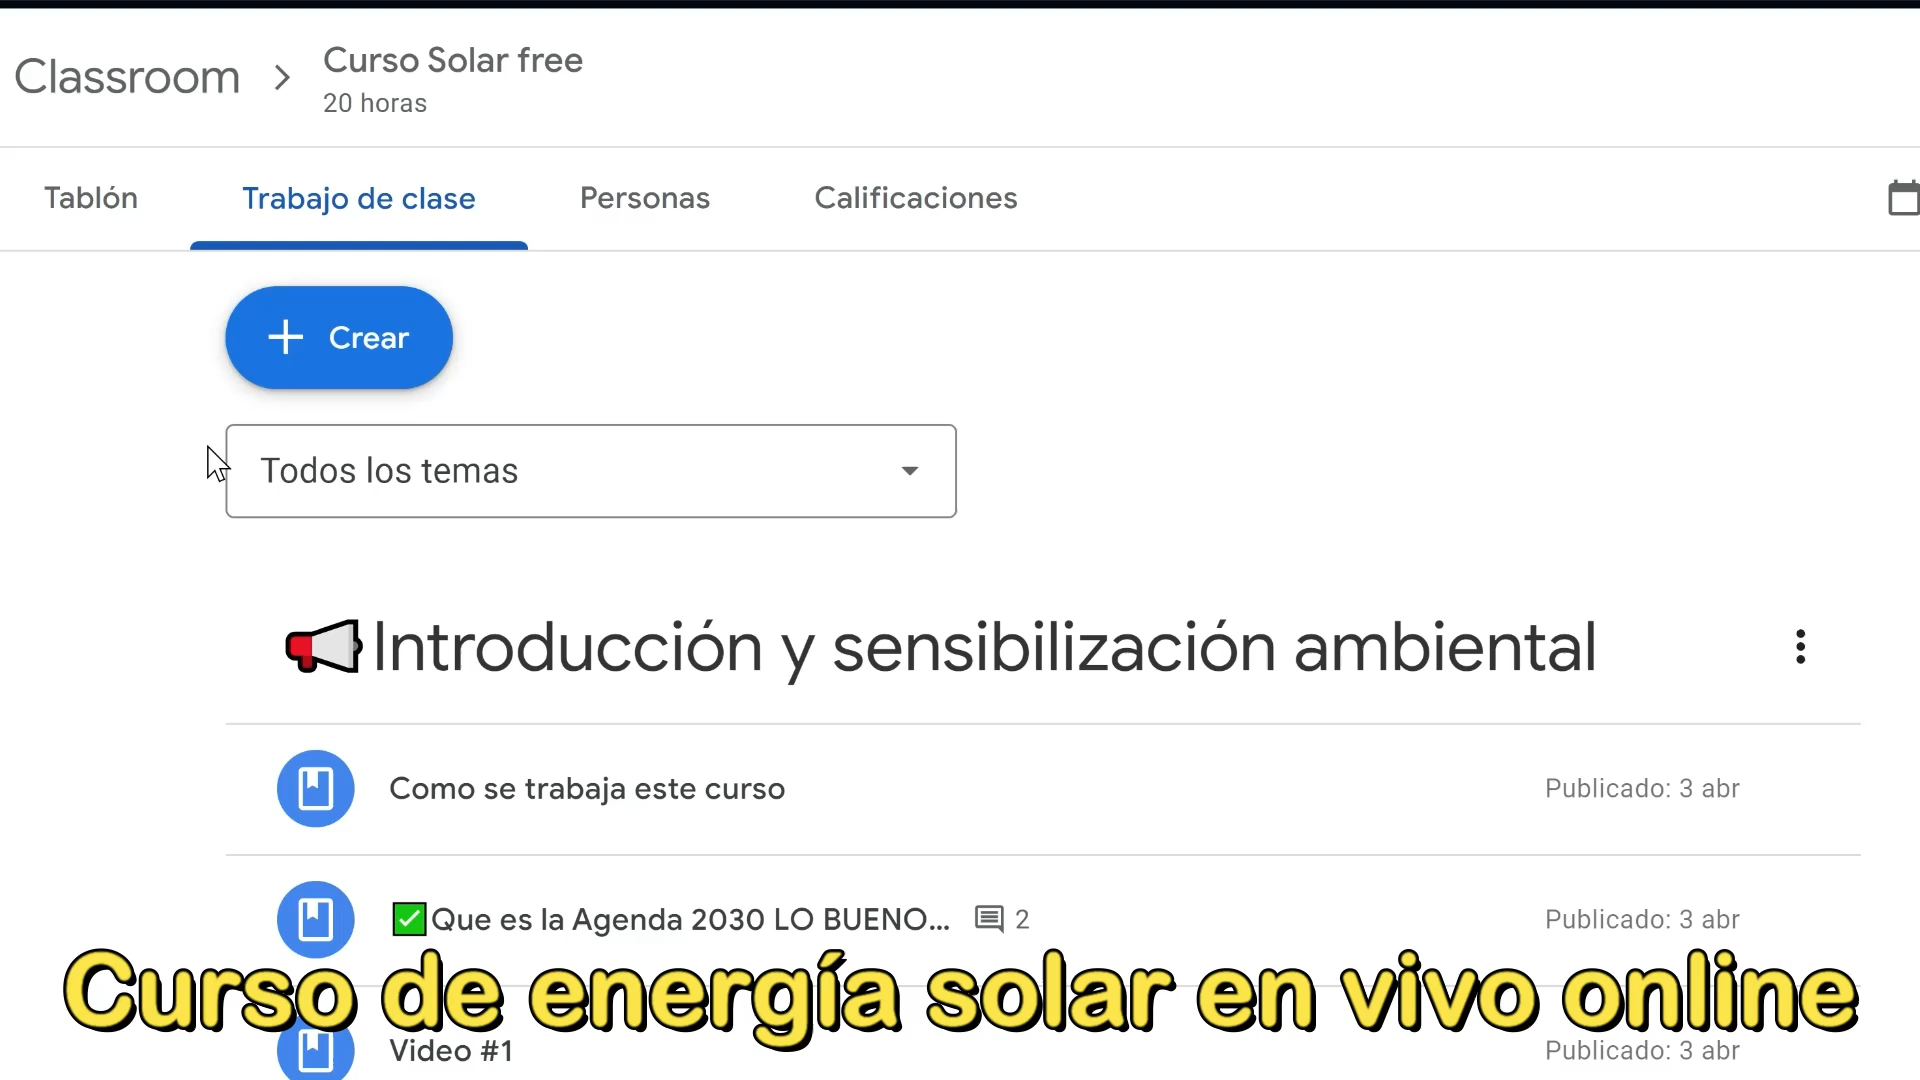 Classroom
Curso Solar free
20 horas
Tablón
Trabajo de clase
Personas
Calificaciones
Crear
Todos los temas
Introducción y sensibilización ambiental
Como se trabaja este curso
Publicado: 3 abr
Que es la Agenda 2030 LO BUENO... 2
Publicado: 3 abr
Curso de energía solar en vivo online
Video #1
Publicado: 3 abr